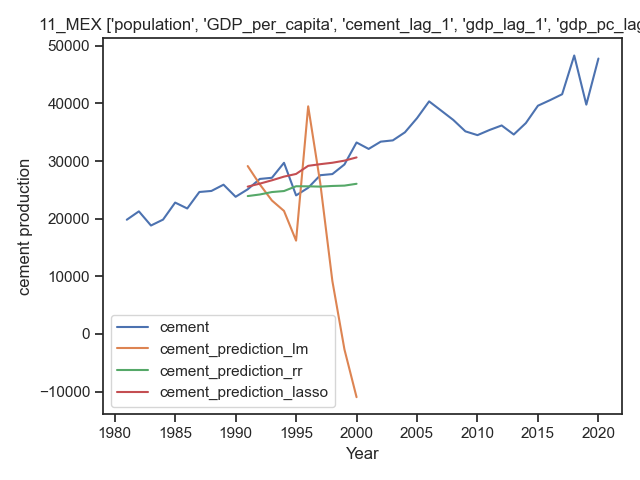 11_MEX ['population', 'GDP_per_capita', 'cement_lag_1', 'gdp_lag_1', 'gdp_pc_lag
50000
40000
30000
20000
10000
0
−10000
cement production
cement
cement_prediction_lm
cement_prediction_rr
cement_prediction_lasso
1980 1985 1990 1995 2000 2005 2010 2015 2020
Year